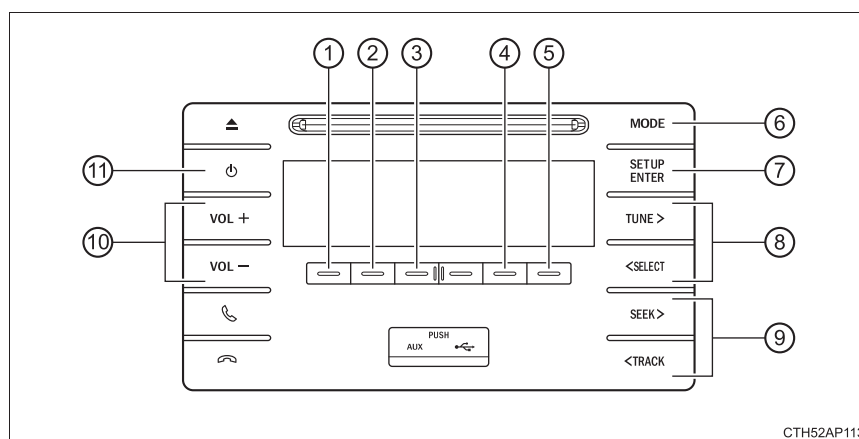 1 2 3 4 5
MODE 6
11 SETUP ENTER 7
VOL + TUNE >
10 8
VOL − <SELECT
SEEK >
PUSH 9
AUX
<TRACK
CTH52AP113